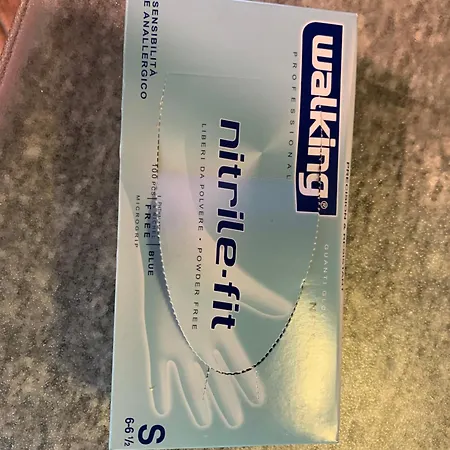 walking®
PROFESSIONAL
nitrile-fit
LIBERI DA POLVERE • POWDER FREE
SENSIBILITÀ
E ANALLERGICO
100 PCS
FREE | BLUE
MICROGRIP
S
6-6 ½